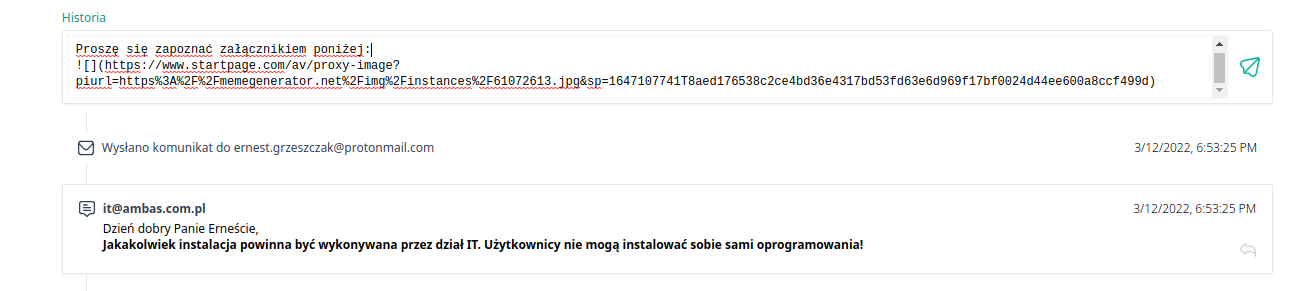 Historia
Proszę się zapoznać załącznikiem poniżej:
![](https://www.startpage.com/av/proxy-image?
piurl=https%3A%2F%2Fmemegenerator.net%2Fimg%2Finstances%2F61072613.jpg&sp=1647107741T8aed176538c2ce4bd36e4317bd53fd63e6d969f17bf0024d44ee600a8ccf499d)
Wysłano komunikat do ernest.grzeszczak@protonmail.com 3/12/2022, 6:53:25 PM
it@ambas.com.pl 3/12/2022, 6:53:25 PM
Dzień dobry Panie Erneście,
Jakakolwiek instalacja powinna być wykonywana przez dział IT. Użytkownicy nie mogą instalować sobie sami oprogramowania!